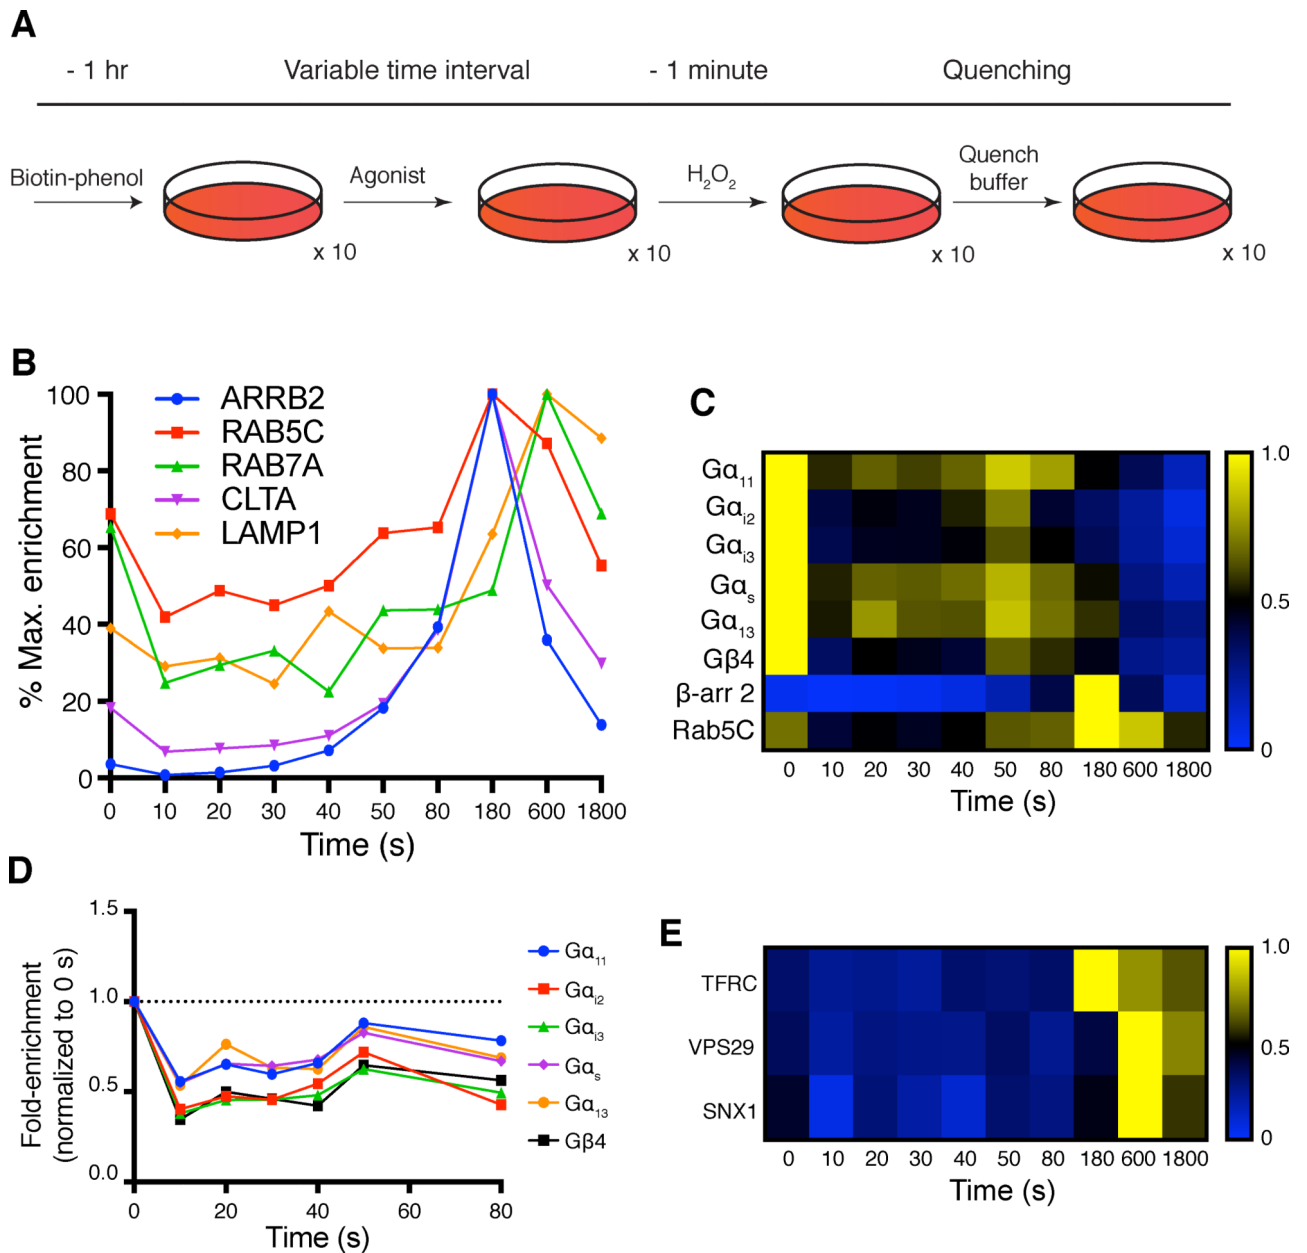 A
- 1 hr Variable time interval - 1 minute Quenching
Biotin-phenol Agonist H₂O₂ Quench
buffer
x 10 x 10 x 10 x 10
B
% Max. enrichment
100
80
60
40
20
0
ARRB2
RAB5C
RAB7A
CLTA
LAMP1
0 10 20 30 40 50 80 180 600 1800
Time (s)
C
Gα₁₁
Gαi2
Gαi3
Gαs
Gα₁₃
Gβ4
β-arr 2
Rab5C
0 10 20 30 40 50 80 180 600 1800
Time (s)
1.0
0.5
0
D
Fold-enrichment
(normalized to 0 s)
1.5
1.0
0.5
0.0
0 20 40 60 80
Time (s)
Gα₁₁
Gαi2
Gαi3
Gαs
Gα₁₃
Gβ4
E
TFRC
VPS29
SNX1
0 10 20 30 40 50 80 180 600 1800
Time (s)
1.0
0.5
0